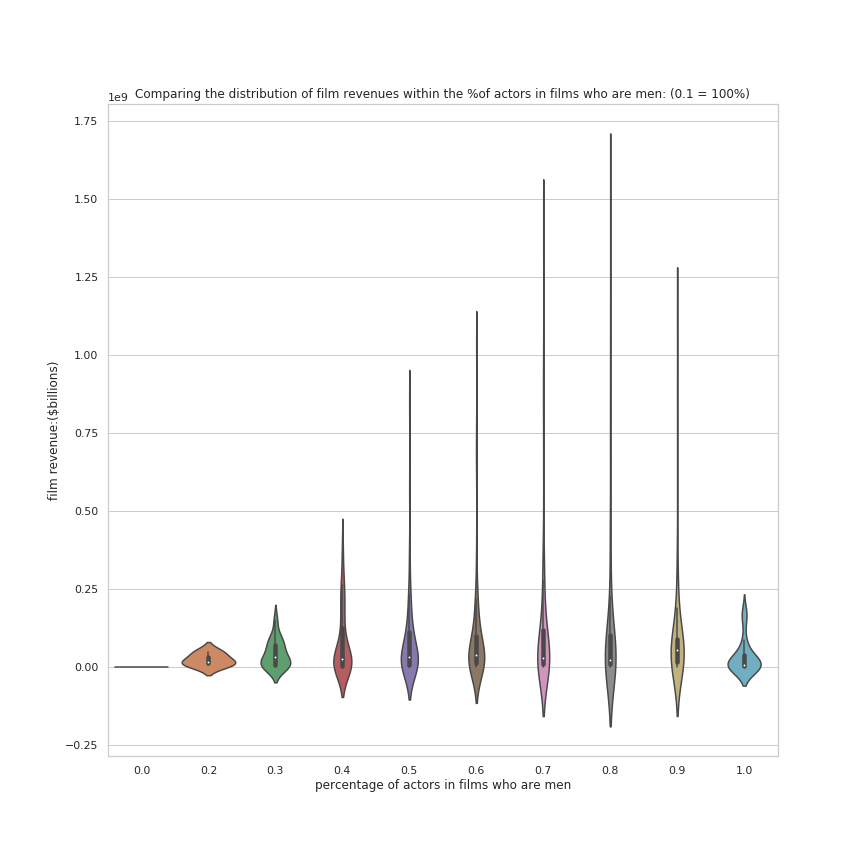 Comparing the distribution of film revenues within the %of actors in films who are men: (0.1 = 100%)
1e9
1.75
1.50
1.25
1.00
0.75
0.50
0.25
0.00
−0.25
film revenue:($billions)
0.0 0.2 0.3 0.4 0.5 0.6 0.7 0.8 0.9 1.0
percentage of actors in films who are men